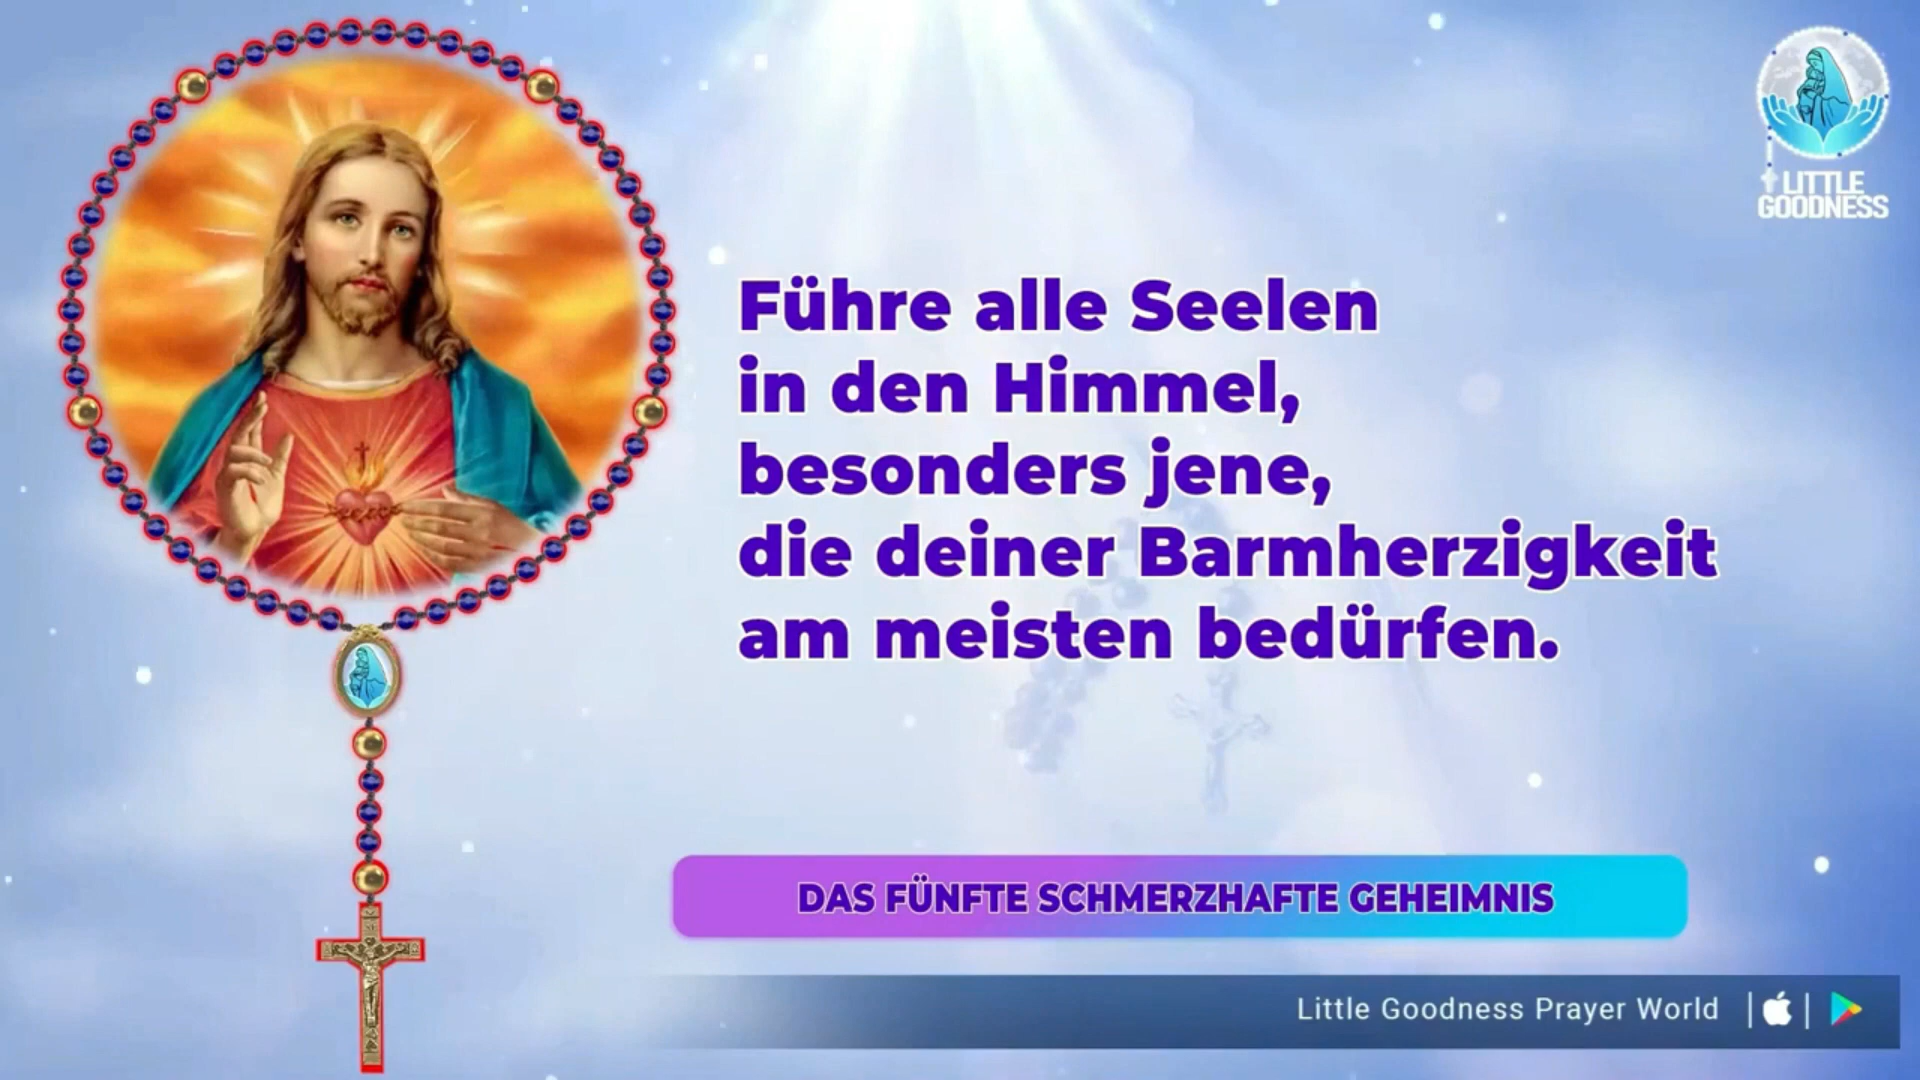 LITTLE
GOODNESS
Führe alle Seelen
in den Himmel,
besonders jene,
die deiner Barmherzigkeit
am meisten bedürfen.
DAS FÜNFTE SCHMERZHAFTE GEHEIMNIS
Little Goodness Prayer World